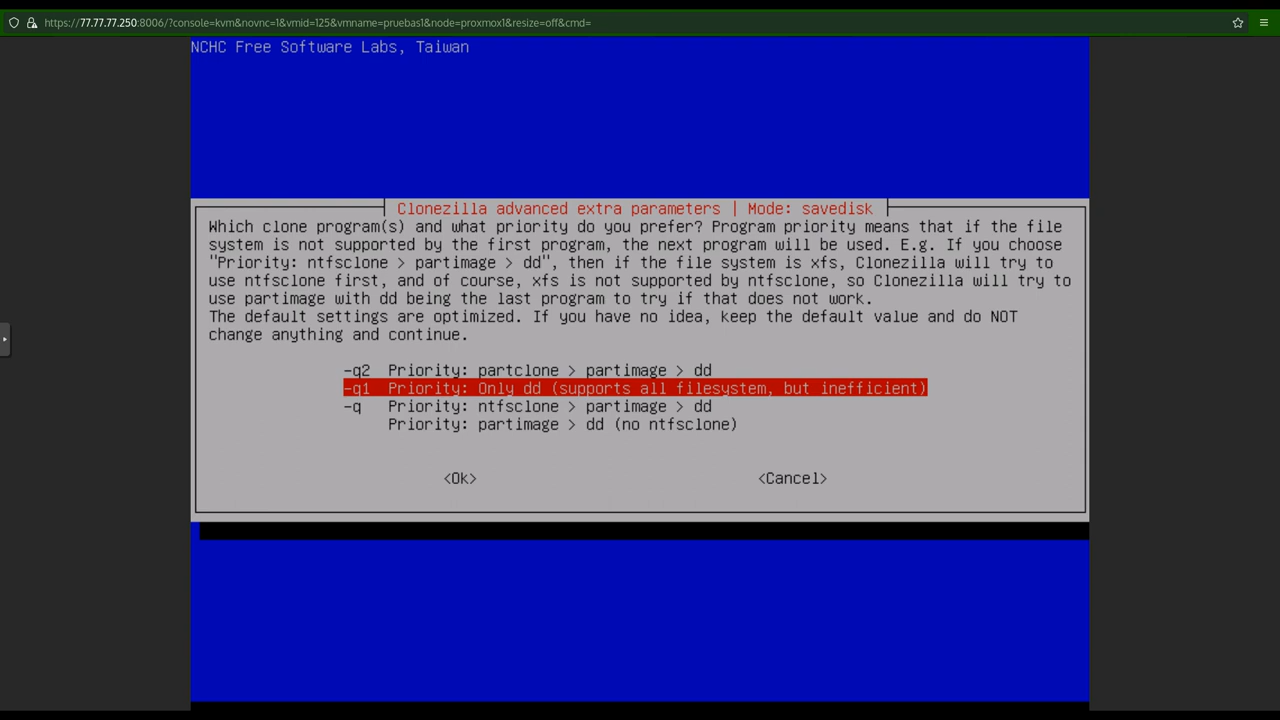 https://77.77.77.250:8006/?console=kvm&novnc=1&vmid=125&vmname=pruebas1&node=proxmox1&resize=off&cmd=
NCHC Free Software Labs, Taiwan
Clonezilla advanced extra parameters | Mode: savedisk
Which clone program(s) and what priority do you prefer? Program priority means that if the file
system is not supported by the first program, the next program will be used. E.g. If you choose
"Priority: ntfsclone > partimage > dd", then if the file system is xfs, Clonezilla will try to
use ntfsclone first, and of course, xfs is not supported by ntfsclone, so Clonezilla will try to
use partimage with dd being the last program to try if that does not work.
The default settings are optimized. If you have no idea, keep the default value and do NOT
change anything and continue.
-q2 Priority: partclone > partimage > dd
-q1 Priority: Only dd (supports all filesystem, but inefficient)
-q Priority: ntfsclone > partimage > dd
Priority: partimage > dd (no ntfsclone)
<Ok> <Cancel>